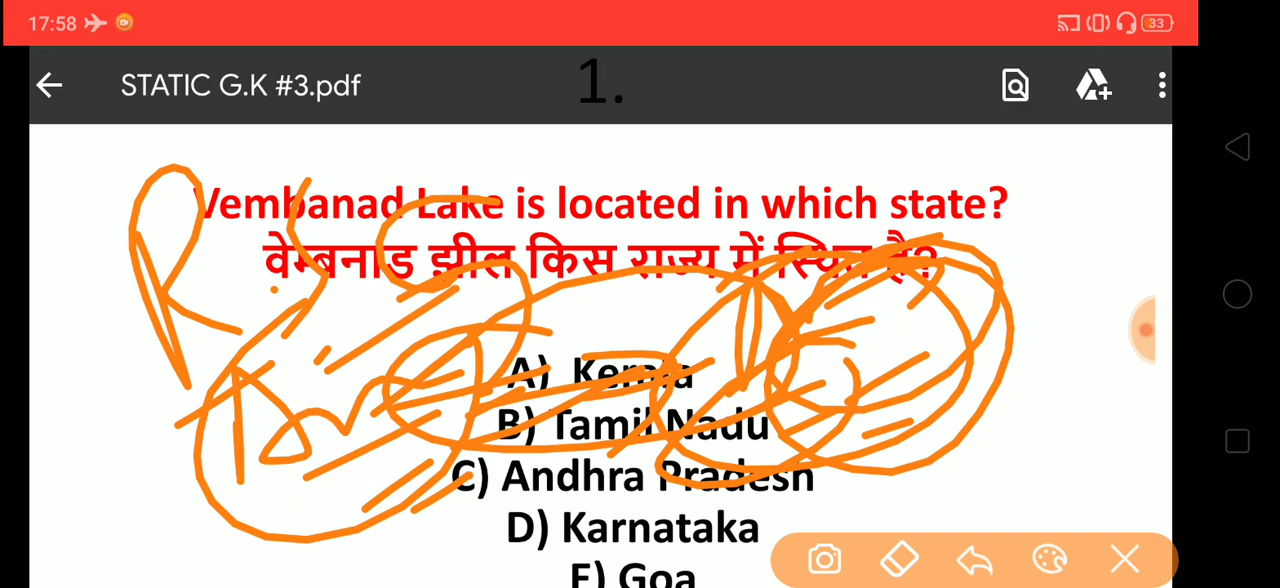 17:58
33
STATIC G.K #3.pdf
1.
Vembanad Lake is located in which state?
वेम्बनाड झील किस राज्य में स्थित है?
A) Kerala
B) Tamil Nadu
C) Andhra Pradesh
D) Karnataka
E) Goa